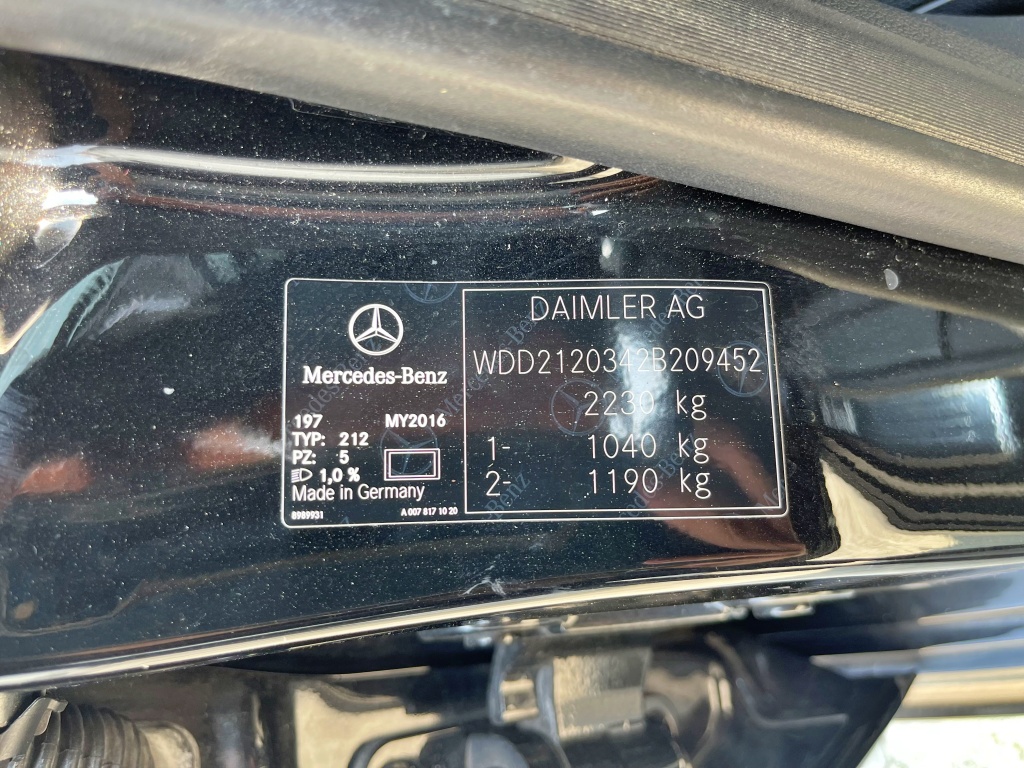 Mercedes-Benz
197 MY2016
TYP: 212
PZ: 5
1,0 %
Made in Germany
8989931 A 007 817 10 20
DAIMLER AG
WDD2120342B209452
2230 kg
1- 1040 kg
2- 1190 kg